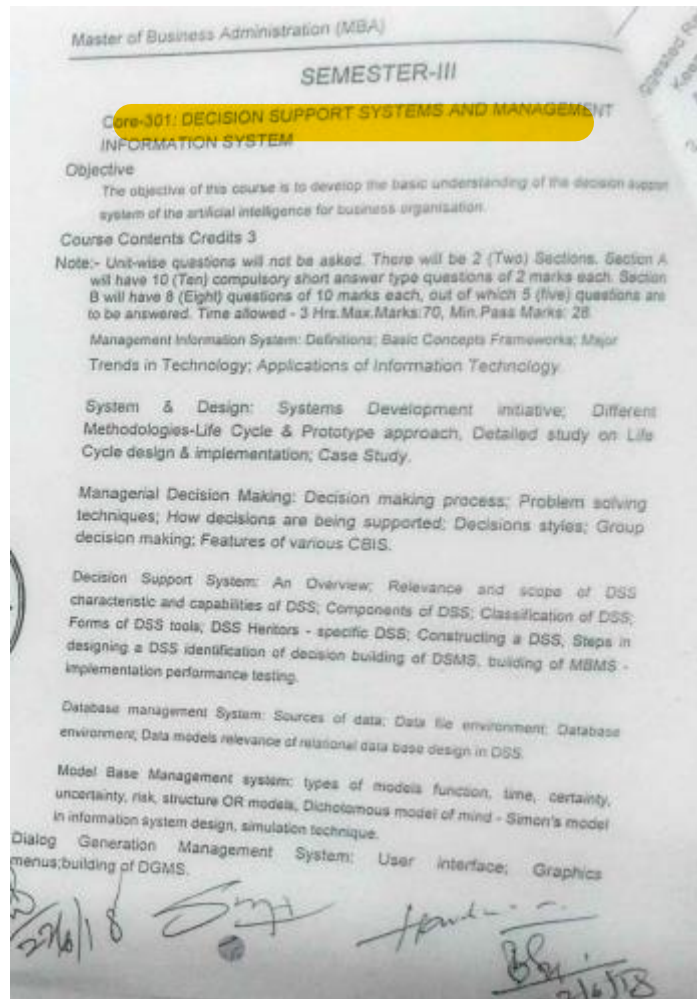 Master of Business Administration (MBA)
SEMESTER-III
Core-301: DECISION SUPPORT SYSTEMS AND MANAGEMENT
INFORMATION SYSTEM
Objective
The objective of this course is to develop the basic understanding of the decision support
system of the artificial intelligence for business organisation.
Course Contents Credits 3
Note:- Unit-wise questions will not be asked. There will be 2 (Two) Sections. Section A
will have 10 (Ten) compulsory short answer type questions of 2 marks each. Section
B will have 8 (Eight) questions of 10 marks each, out of which 5 (five) questions are
to be answered. Time allowed - 3 Hrs.Max.Marks:70, Min.Pass Marks: 28
Management Information System: Definitions; Basic Concepts Frameworks; Major
Trends in Technology; Applications of Information Technology.
System & Design: Systems Development initiative; Different
Methodologies-Life Cycle & Prototype approach, Detailed study on Life
Cycle design & implementation; Case Study.
Managerial Decision Making: Decision making process; Problem solving
techniques; How decisions are being supported; Decisions styles; Group
decision making; Features of various CBIS.
Decision Support System: An Overview; Relevance and scope of DSS
characteristic and capabilities of DSS; Components of DSS; Classification of DSS;
Forms of DSS tools; DSS Heritors - specific DSS; Constructing a DSS, Steps in
designing a DSS identification of decision building of DSMS, building of MBMS -
implementation performance testing.
Database management System: Sources of data; Data file environment; Database
environment; Data models relevance of relational data base design in DSS.
Model Base Management system: types of models function, time, certainty,
uncertainty, risk, structure OR models, Dichotomous model of mind - Simon's model
in information system design, simulation technique.
Dialog Generation Management System: User interface; Graphics
menus;building of DGMS.